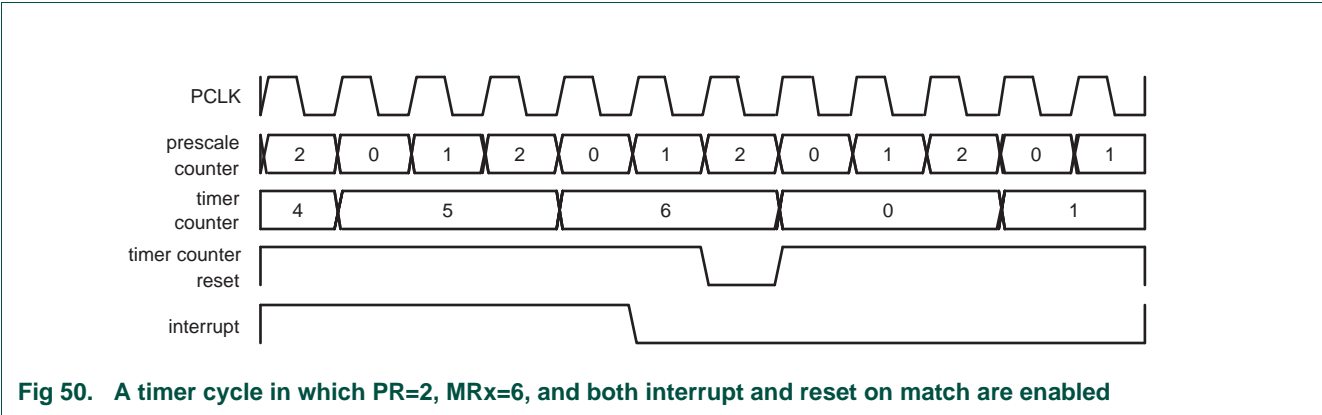 PCLK
prescale
counter
2 0 1 2 0 1 2 0 1 2 0 1
timer
counter
4 5 6 0 1
timer counter
reset
interrupt
Fig 50. A timer cycle in which PR=2, MRx=6, and both interrupt and reset on match are enabled